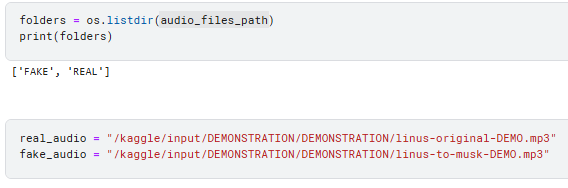 folders = os.listdir(audio_files_path)
print(folders)
['FAKE', 'REAL']
real_audio = "/kaggle/input/DEMONSTRATION/DEMONSTRATION/linus-original-DEMO.mp3"
fake_audio = "/kaggle/input/DEMONSTRATION/DEMONSTRATION/linus-to-musk-DEMO.mp3"